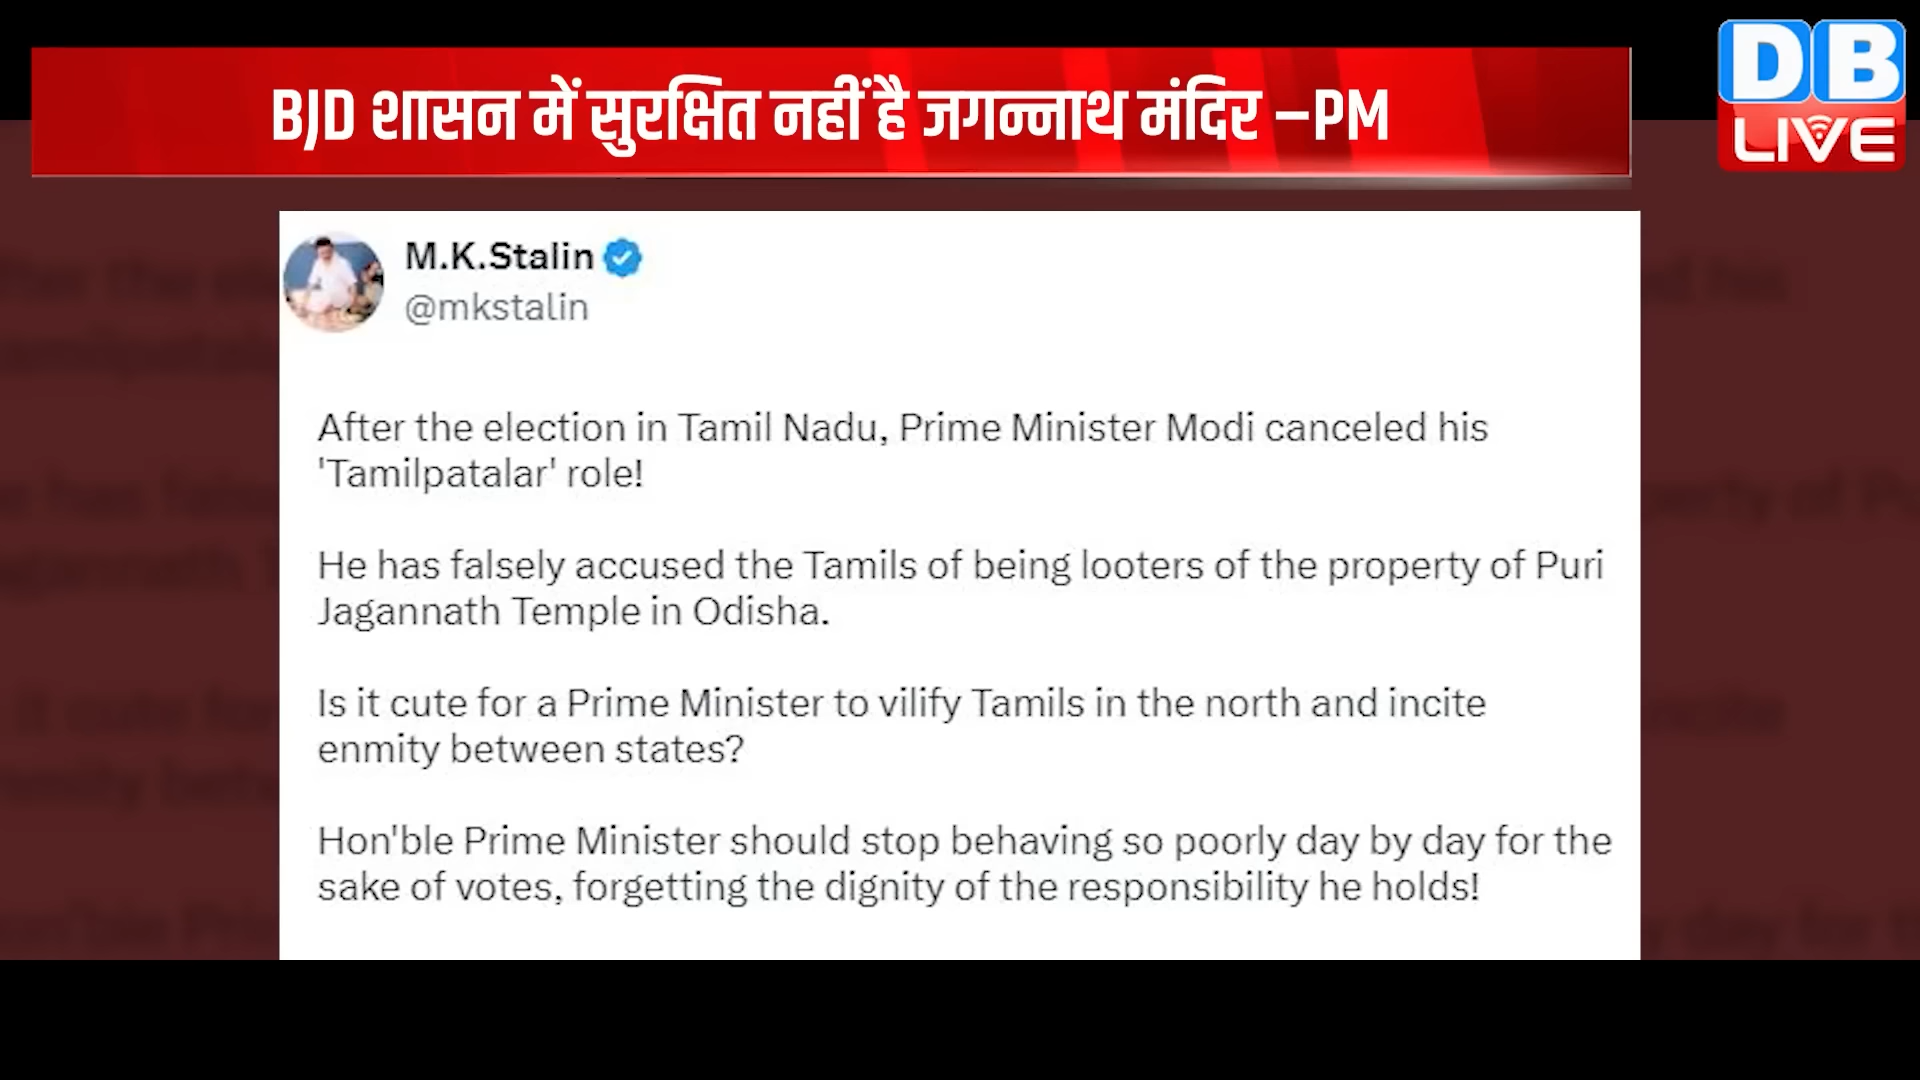 BJD शासन में सुरक्षित नहीं है जगन्नाथ मंदिर –PM
DB
LIVE
M.K.Stalin
@mkstalin
After the election in Tamil Nadu, Prime Minister Modi canceled his
'Tamilpatalar' role!
He has falsely accused the Tamils of being looters of the property of Puri
Jagannath Temple in Odisha.
Is it cute for a Prime Minister to vilify Tamils in the north and incite
enmity between states?
Hon'ble Prime Minister should stop behaving so poorly day by day for the
sake of votes, forgetting the dignity of the responsibility he holds!